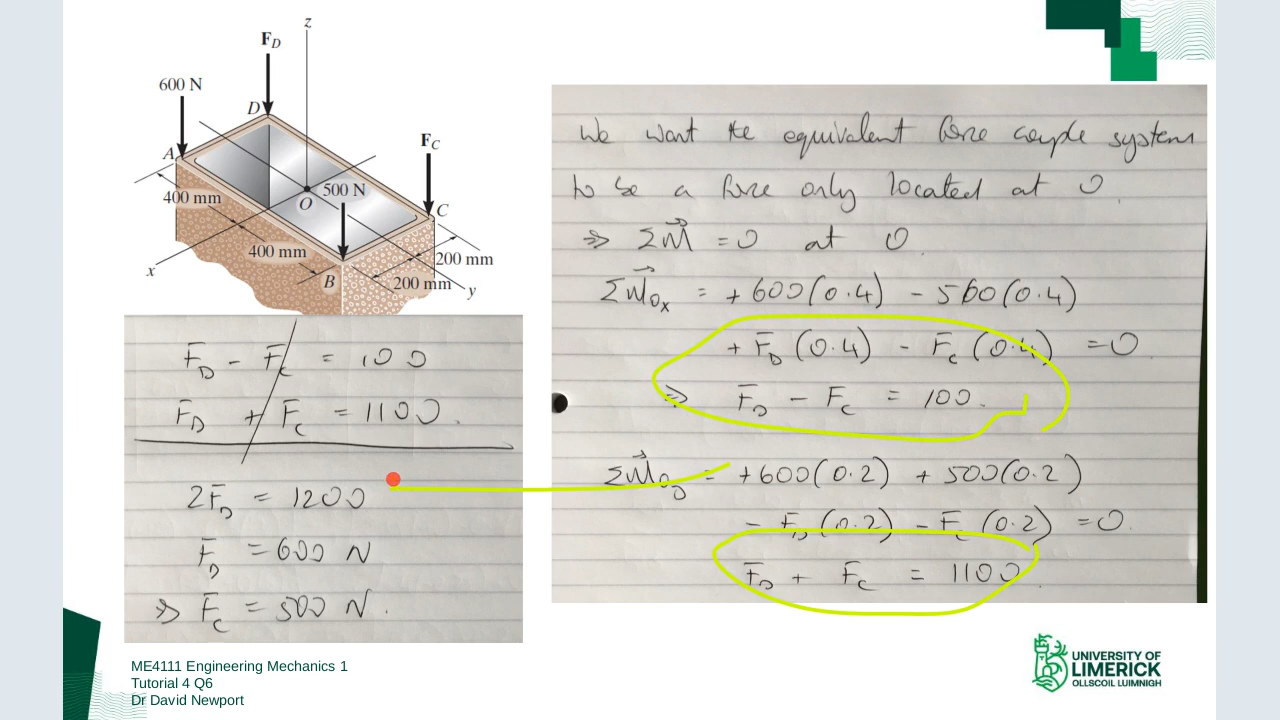 z
F_D
600 N
D
F_C
A
500 N
400 mm
O
C
400 mm
200 mm
x
B
200 mm
y
F_D - F_C = 100
F_D + F_C = 1100.
2F_D = 1200
F_D = 600 N
⇒ F_C = 500 N.
We want the equivalent force couple system
to be a force only located at O
⇒ ΣM⃗ = 0 at O
ΣM⃗_Ox = +600(0.4) - 500(0.4)
+ F_D (0.4) - F_C (0.4) = 0
⇒ F_D - F_C = 100.
= +600(0.2) + 500(0.2)
- F_D (0.2) - F_C (0.2) = 0.
F_D + F_C = 1100.
ME4111 Engineering Mechanics 1
Tutorial 4 Q6
Dr David Newport
UNIVERSITY OF
LIMERICK
OLLSCOIL LUIMNIGH